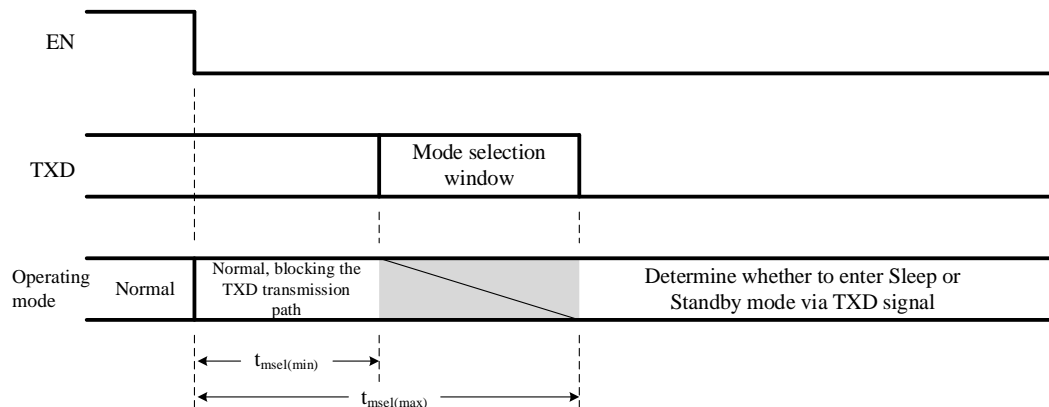 EN
TXD
Mode selection
window
Operating
mode
Normal
Normal, blocking the
TXD transmission
path
Determine whether to enter Sleep or
Standby mode via TXD signal
tmsel(min)
tmsel(max)